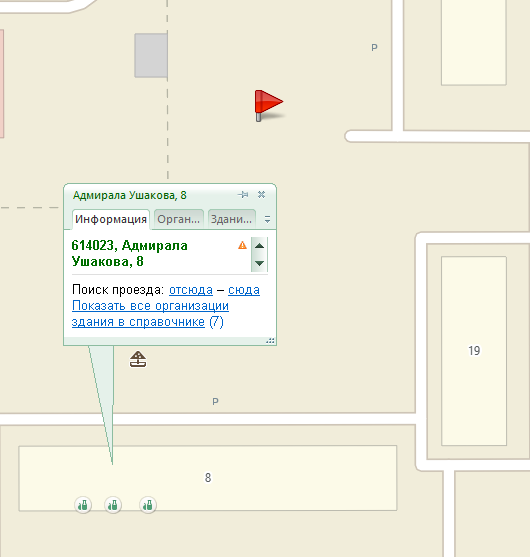 P
Адмирала Ушакова, 8
Информация Орган... Здани...
614023, Адмирала
Ушакова, 8
Поиск проезда: отсюда – сюда
Показать все организации
здания в справочнике (7)
19
P
8